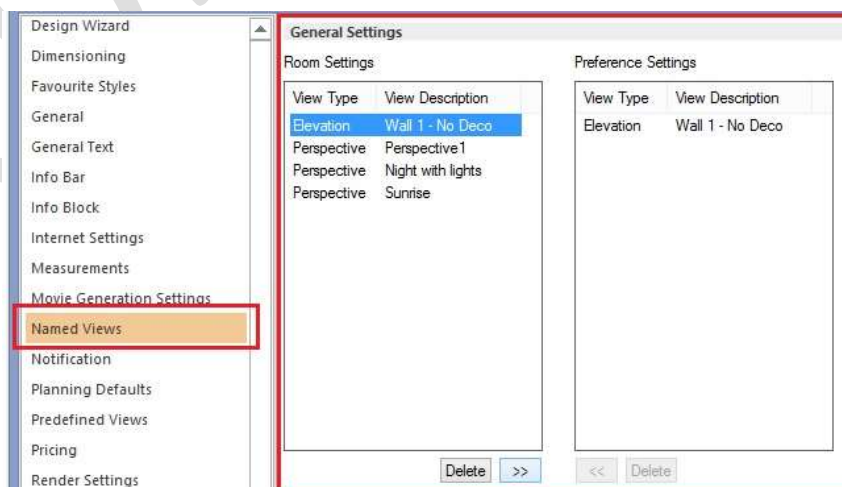 Design Wizard
Dimensioning
Favourite Styles
General
General Text
Info Bar
Info Block
Internet Settings
Measurements
Movie Generation Settings
Named Views
Notification
Planning Defaults
Predefined Views
Pricing
Render Settings
General Settings
Room Settings
View Type View Description
Elevation Wall 1 - No Deco
Perspective Perspective1
Perspective Night with lights
Perspective Sunrise
Delete >>
Preference Settings
View Type View Description
Elevation Wall 1 - No Deco
<< Delete